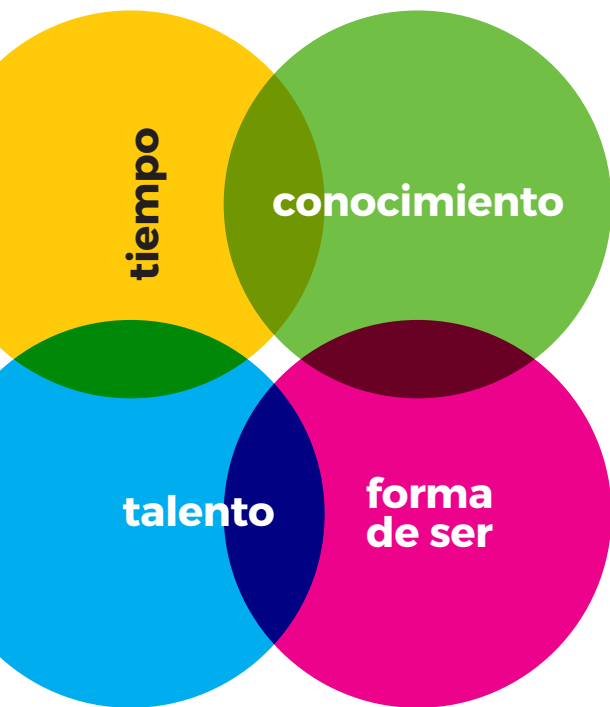 tiempo
conocimiento
talento
forma
de ser